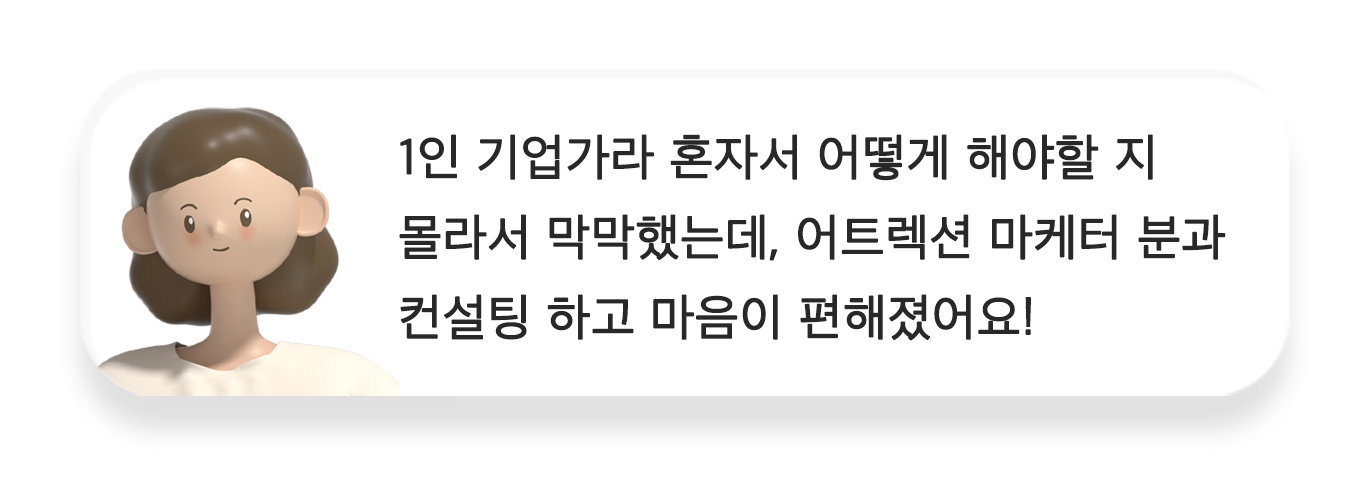 1인 기업가라 혼자서 어떻게 해야할 지
몰라서 막막했는데, 어트렉션 마케터 분과
컨설팅 하고 마음이 편해졌어요!